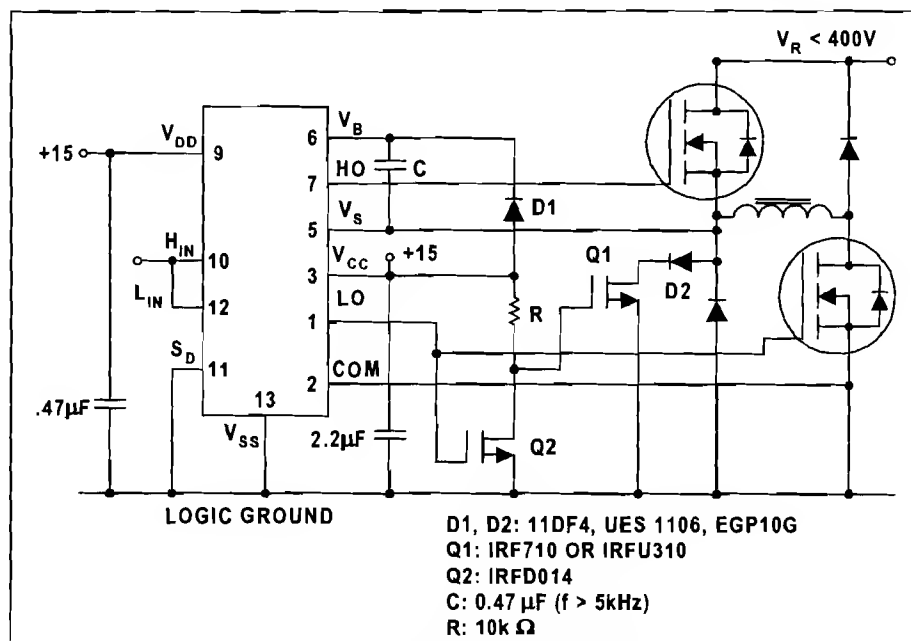 V_R < 400V
V_DD
+15
9
V_B
6
HO
C
7
D1
V_S
5
H_IN
10
V_CC
+15
3
Q1
D2
L_IN
12
LO
R
1
S_D
11
COM
2
.47µF
13
V_SS
2.2µF
Q2
LOGIC GROUND
D1, D2: 11DF4, UES 1106, EGP10G
Q1: IRF710 OR IRFU310
Q2: IRFD014
C: 0.47 µF (f > 5kHz)
R: 10k Ω